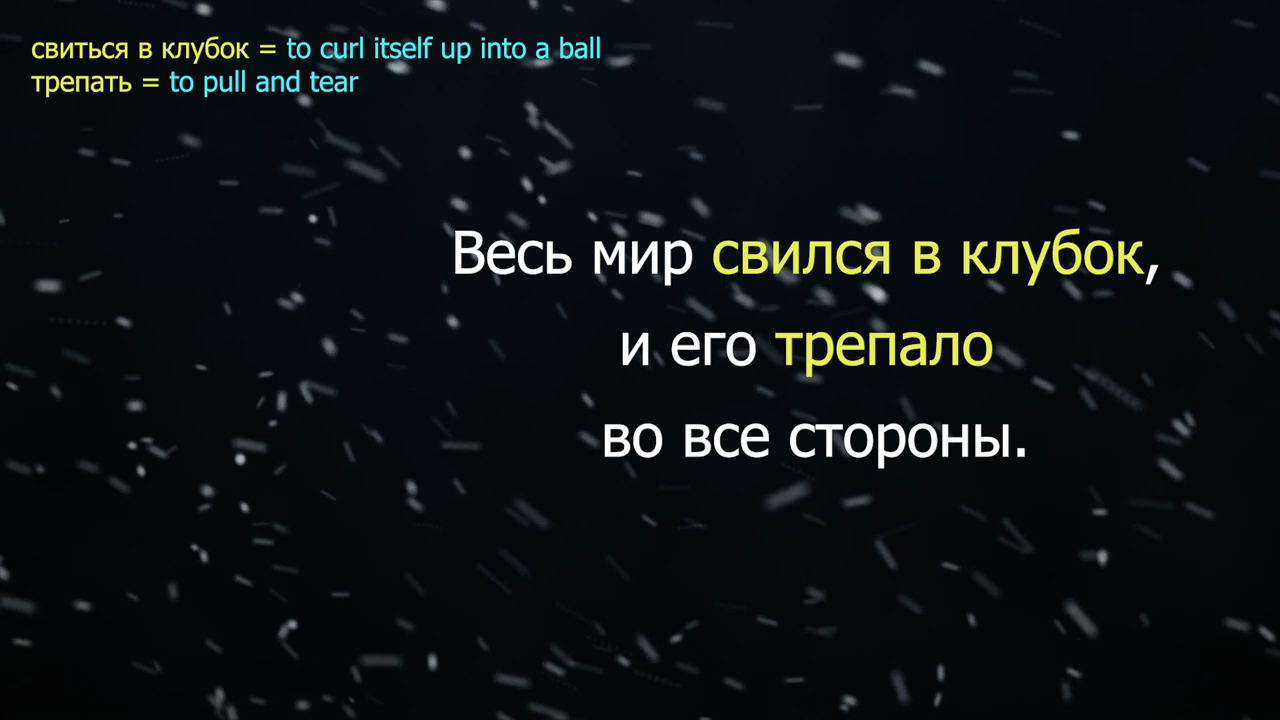 свиться в клубок = to curl itself up into a ball
трепать = to pull and tear
Весь мир свился в клубок,
и его трепало
во все стороны.